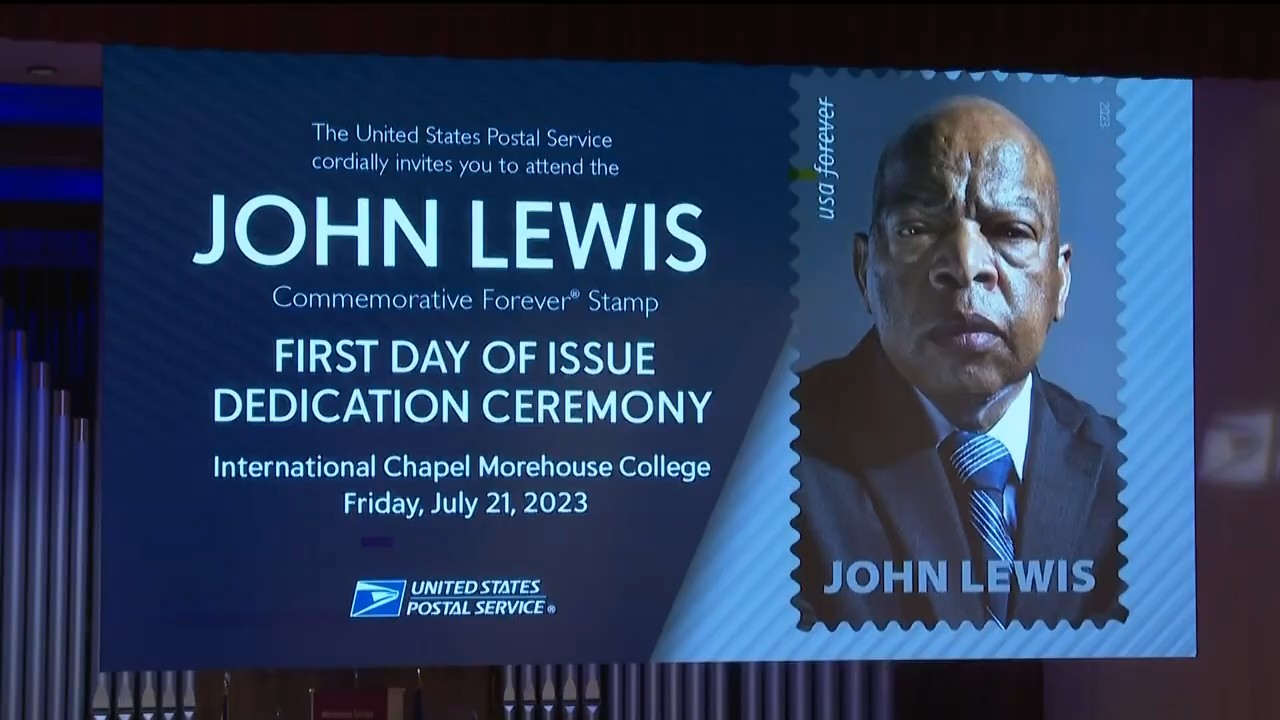 The United States Postal Service
cordially invites you to attend the
JOHN LEWIS
Commemorative Forever® Stamp
FIRST DAY OF ISSUE
DEDICATION CEREMONY
International Chapel Morehouse College
Friday, July 21, 2023
UNITED STATES
POSTAL SERVICE®
usa forever
2023
JOHN LEWIS